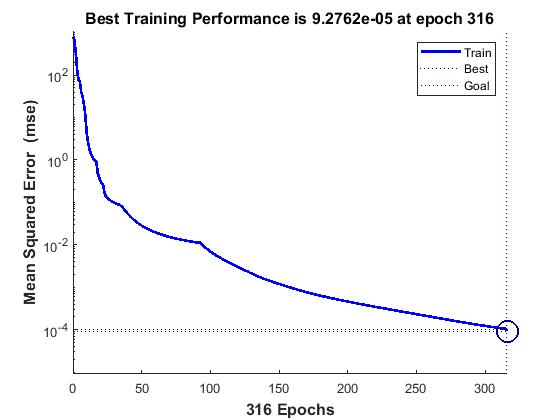 Best Training Performance is 9.2762e-05 at epoch 316
Train
Best
Goal
10^2
10^0
10^-2
10^-4
Mean Squared Error (mse)
0 50 100 150 200 250 300
316 Epochs